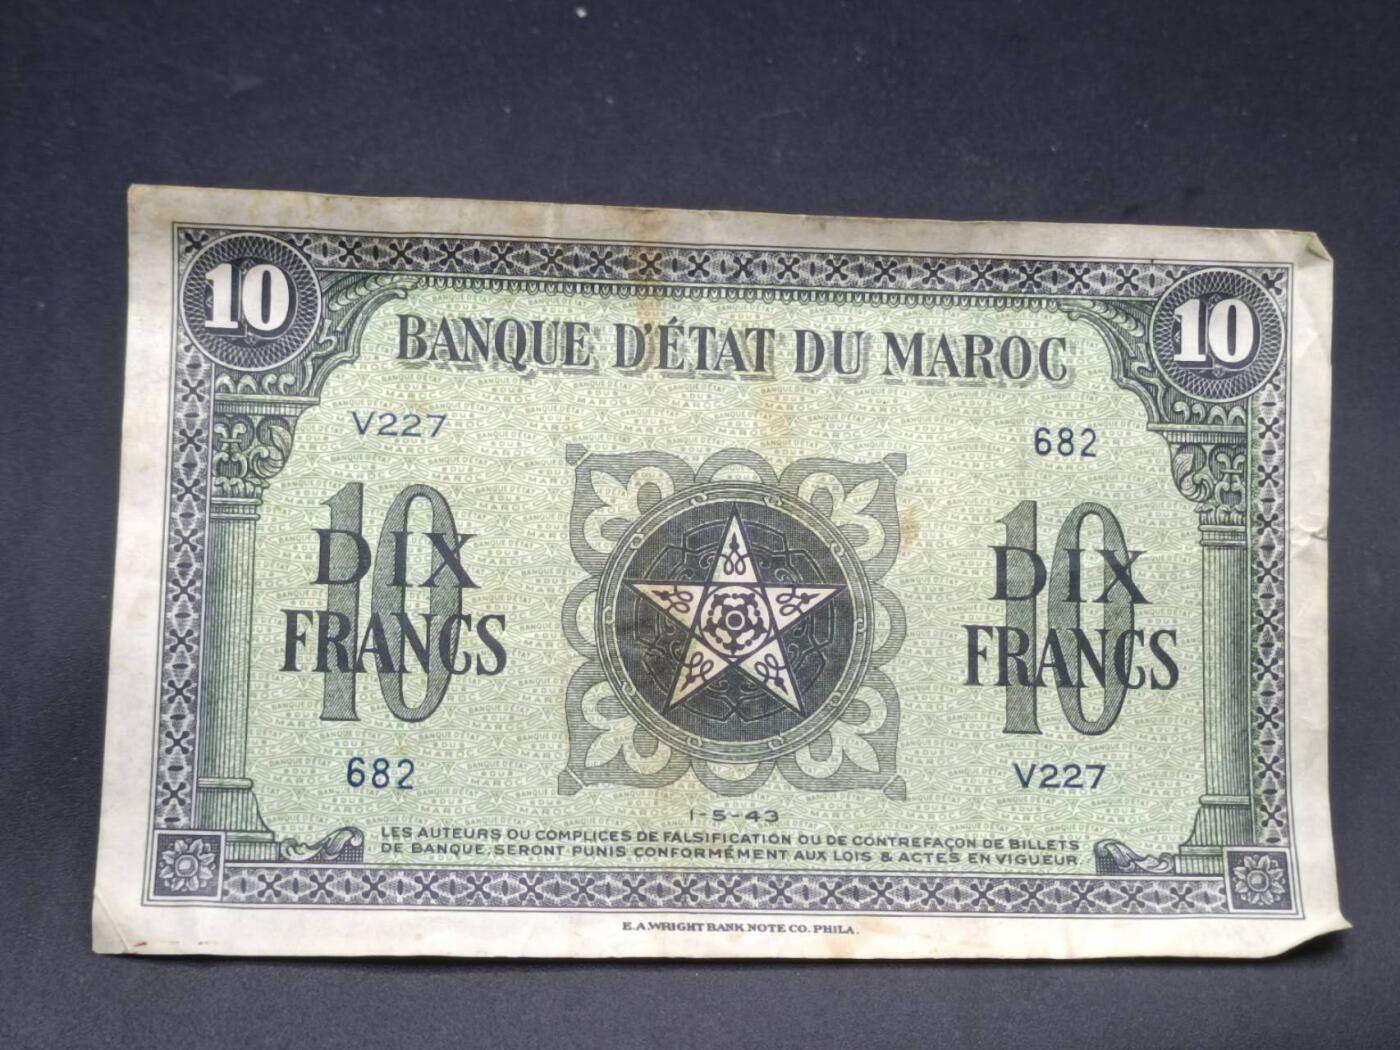 10
10
BANQUE D'ÉTAT DU MAROC
V227
682
10
DIX
FRANCS
10
DIX
FRANCS
682
V227
1-5-43
LES AUTEURS OU COMPLICES DE FALSIFICATION OU DE CONTREFAÇON DE BILLETS
DE BANQUE, SERONT PUNIS CONFORMÉMENT AUX LOIS & ACTES EN VIGUEUR.
E.A.WRIGHT BANK NOTE CO. PHILA.